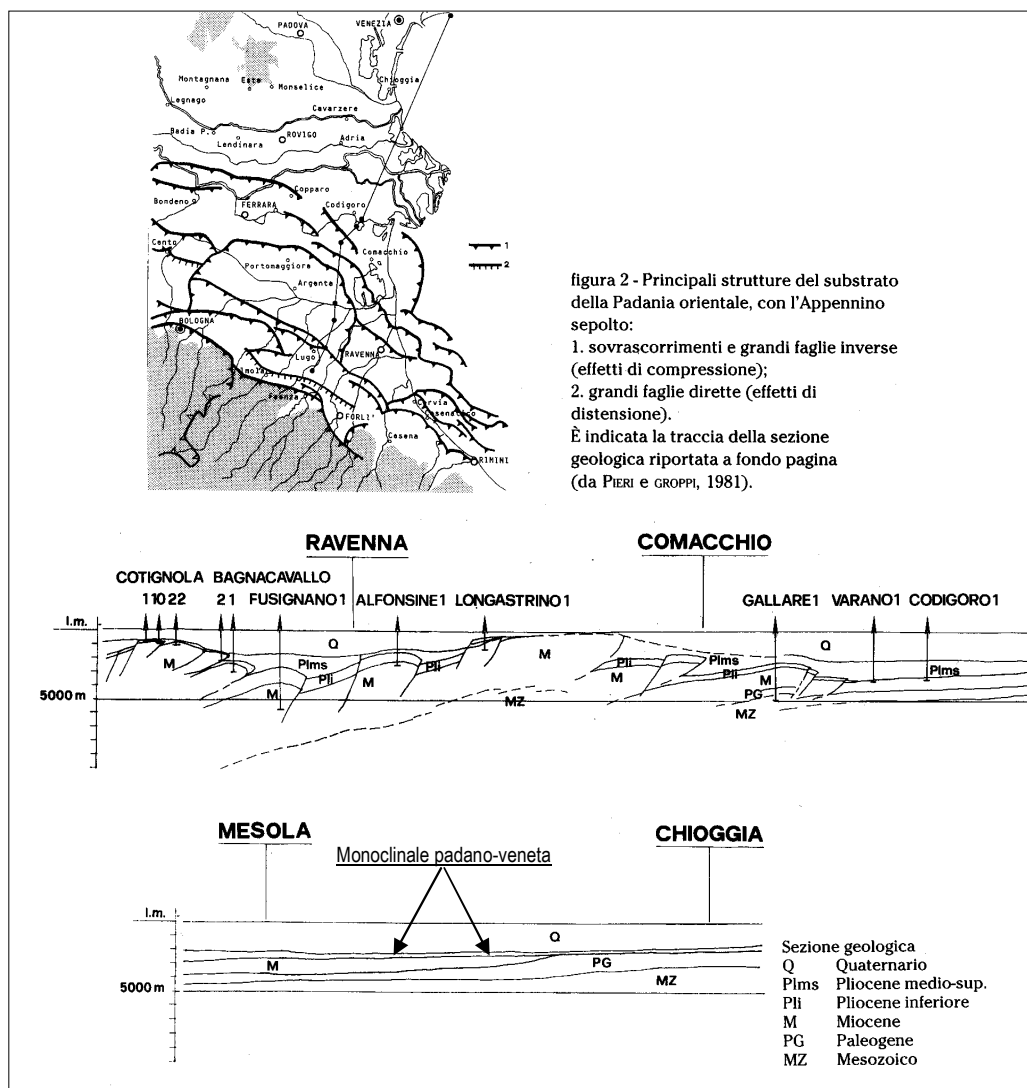 PADOVA
VENEZIA
Montagnana
Este
Monselice
Chioggia
Legnago
Cavarzere
Badia P.
ROVIGO
Lendinara
Adria
Copparo
Bondeno
FERRARA
Codigoro
Cento
Comacchio
Portomaggiore
Argenta
1
2
BOLOGNA
Lugo
RAVENNA
Imola
Faenza
Cervia
Cesenatico
FORLI'
Cesena
RIMINI
figura 2 - Principali strutture del substrato
della Padania orientale, con l'Appennino
sepolto:
1. sovrascorrimenti e grandi faglie inverse
(effetti di compressione);
2. grandi faglie dirette (effetti di
distensione).
È indicata la traccia della sezione
geologica riportata a fondo pagina
(da PIERI e GROPPI, 1981).
RAVENNA
COMACCHIO
COTIGNOLA BAGNACAVALLO
1 10 22 2 1 FUSIGNANO 1 ALFONSINE 1 LONGASTRINO 1 GALLARE 1 VARANO 1 CODIGORO 1
l.m.
Q
Q
M
Plms
Pli
M
M
Pli
M
Pli
M
Plms
Pli
M
Plms
5000 m
PG
MZ
MZ
MESOLA
CHIOGGIA
Monoclinale padano-veneta
l.m.
Q
M
PG
5000 m
MZ
Sezione geologica
Q Quaternario
Plms Pliocene medio-sup.
Pli Pliocene inferiore
M Miocene
PG Paleogene
MZ Mesozoico